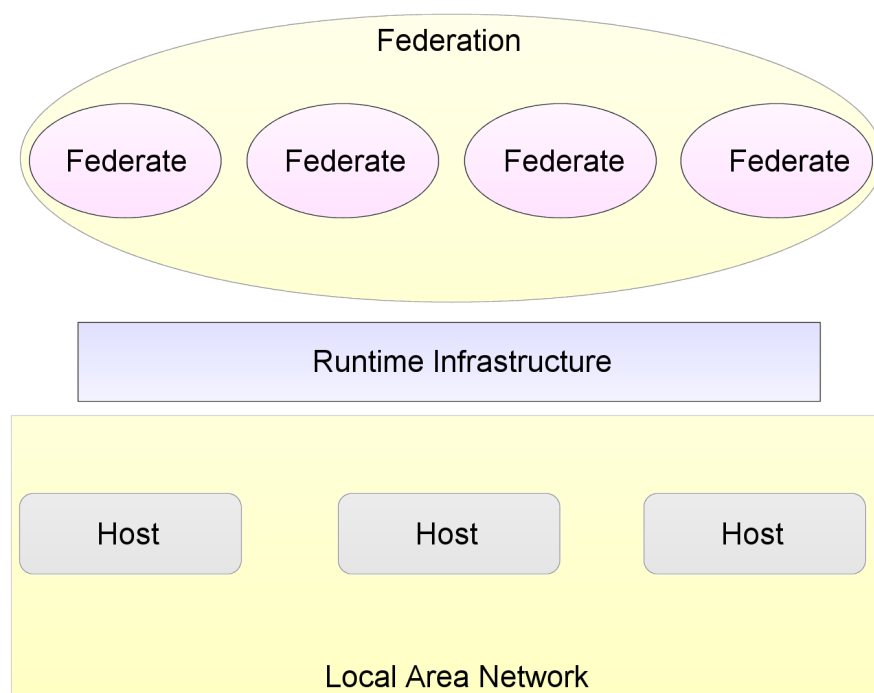 Federation
Federate Federate Federate Federate
Runtime Infrastructure
Host Host Host
Local Area Network